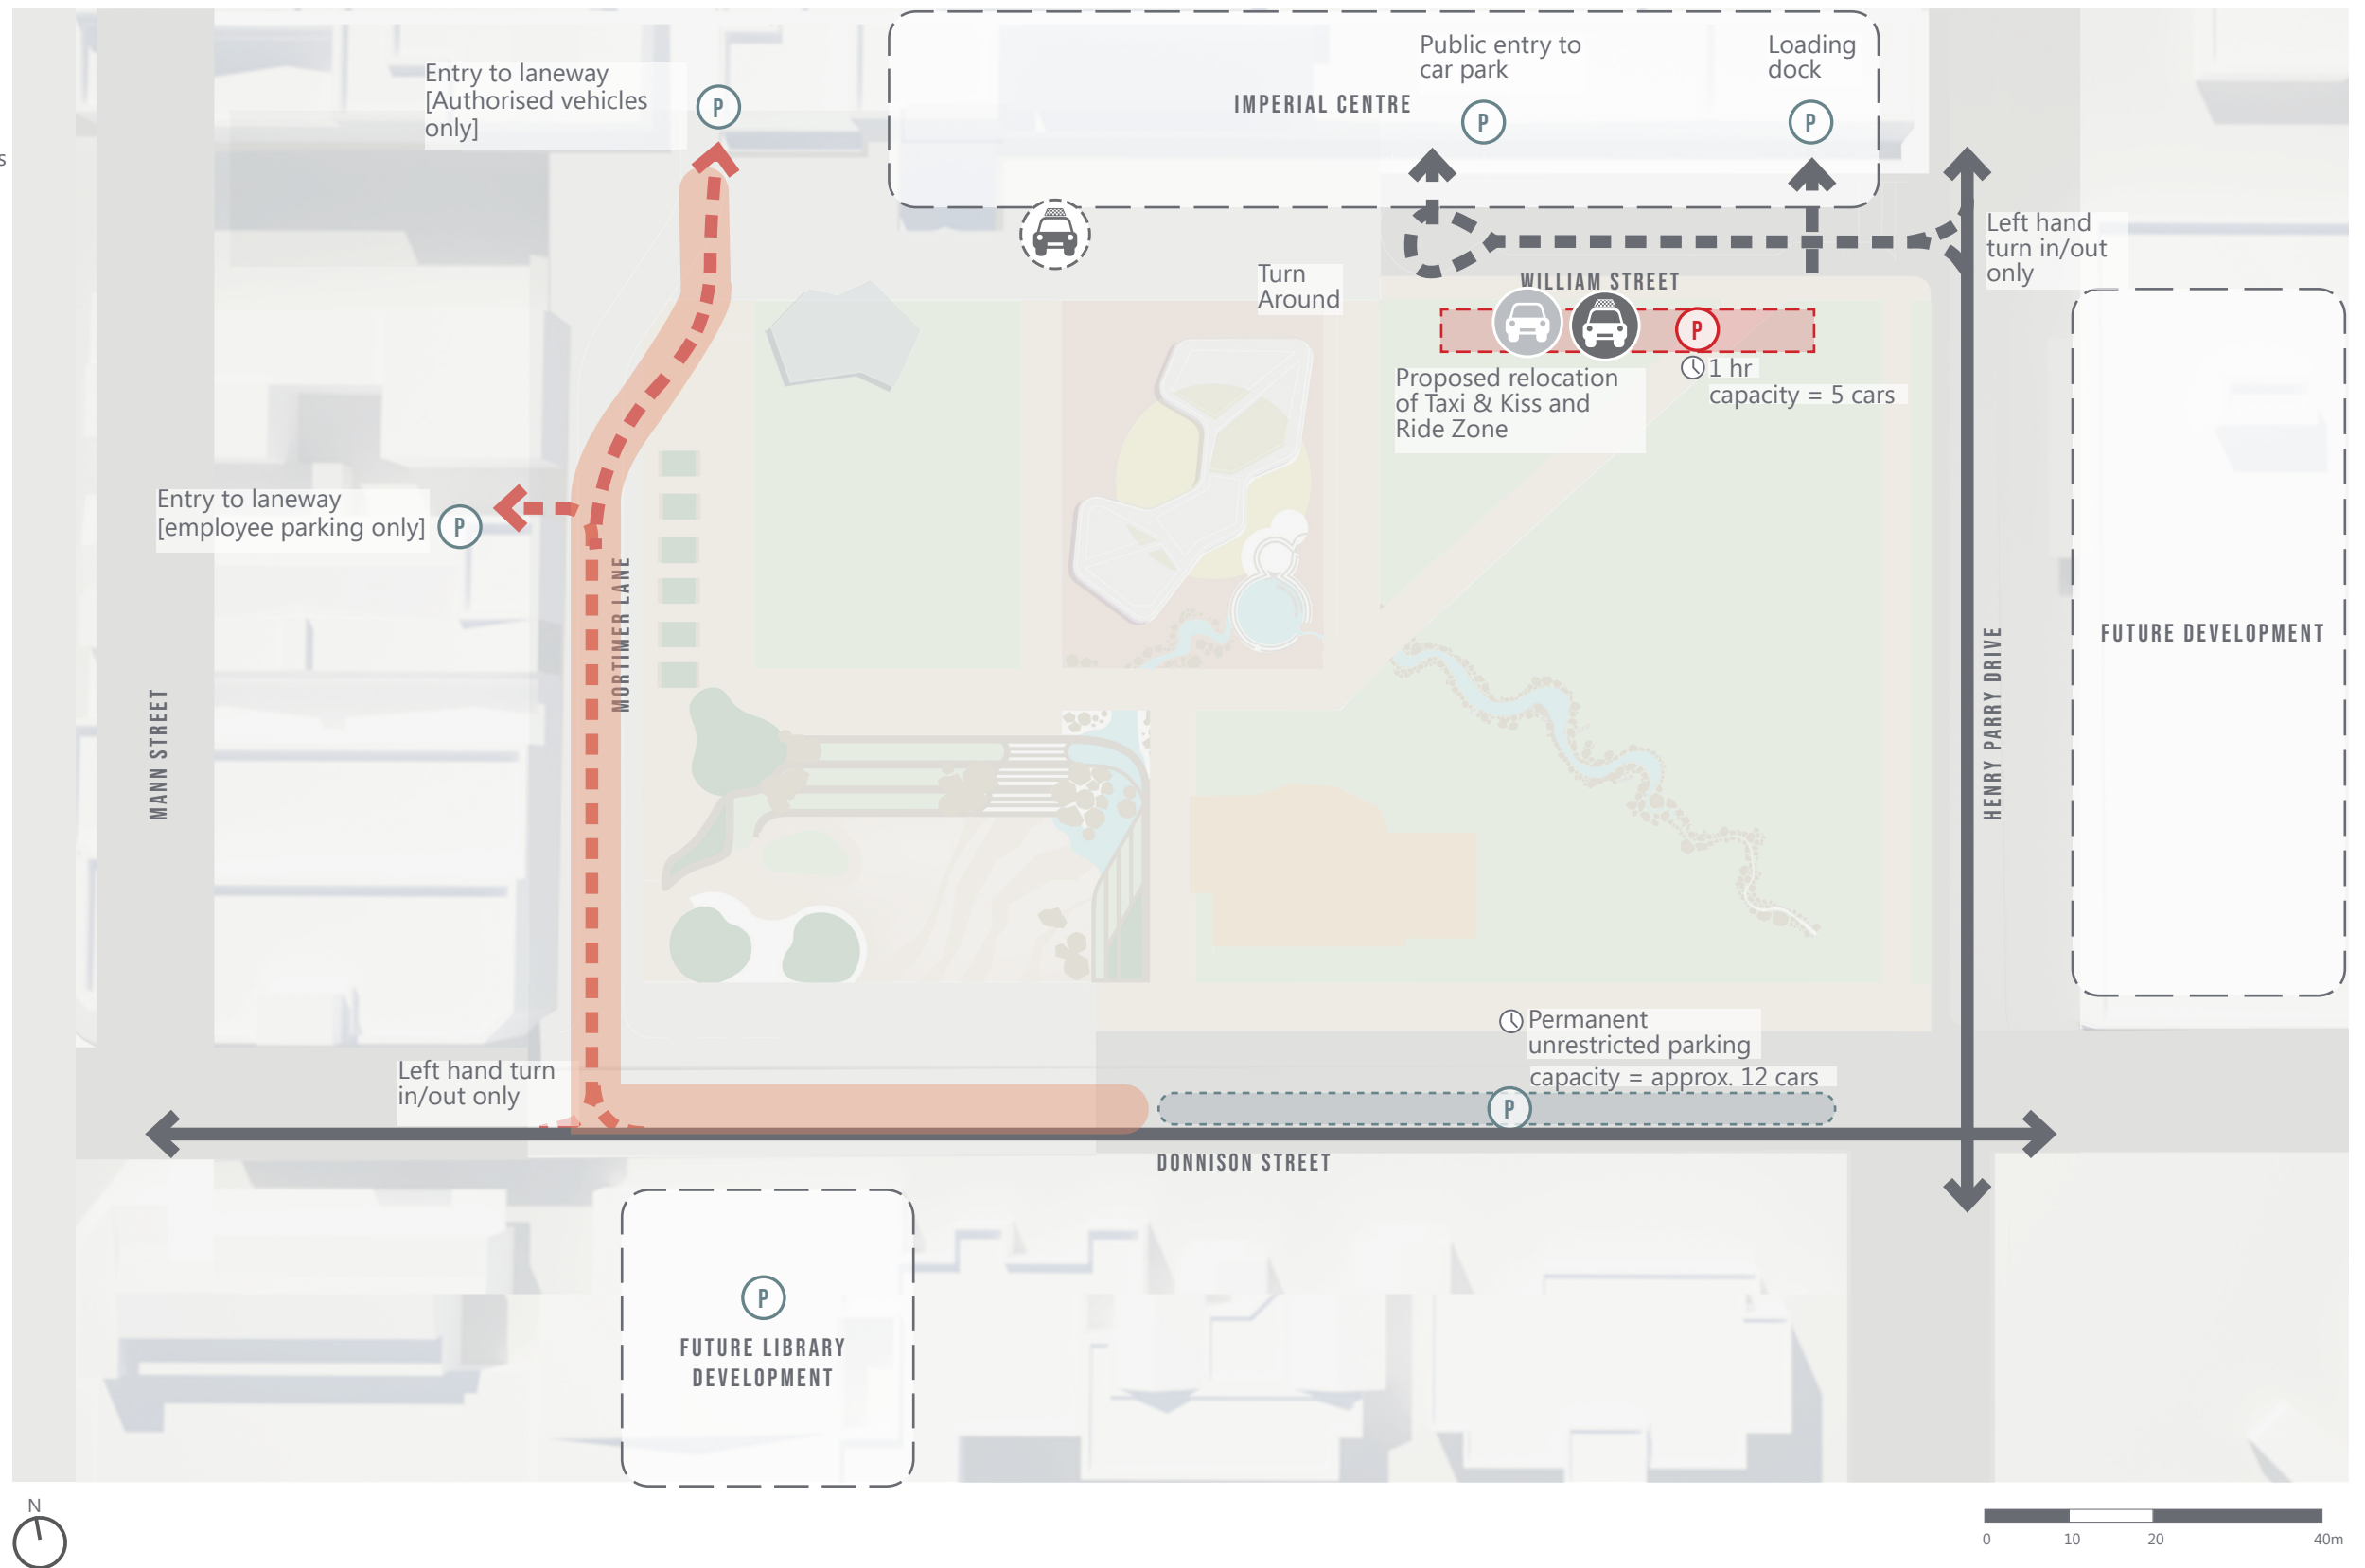 Entry to laneway
[Authorised vehicles
only]
P
IMPERIAL CENTRE
Public entry to
car park
P
Loading
dock
P
s
Left hand
turn in/out
only
Turn
Around
WILLIAM STREET
P
1 hr
capacity = 5 cars
Proposed relocation
of Taxi & Kiss and
Ride Zone
Entry to laneway
[employee parking only]
P
MORTIMER LANE
MANN STREET
HENRY PARRY DRIVE
FUTURE DEVELOPMENT
Permanent
unrestricted parking
capacity = approx. 12 cars
P
Left hand turn
in/out only
DONNISON STREET
P
FUTURE LIBRARY
DEVELOPMENT
N
0 10 20 40m